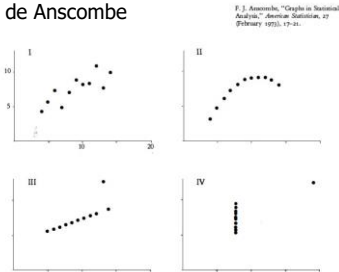 de Anscombe
F. J. Anscombe, "Graphs in Statistical
Analysis," American Statistician, 27
(February 1973), 17-21.
I
II
10
5
10
20
III
IV